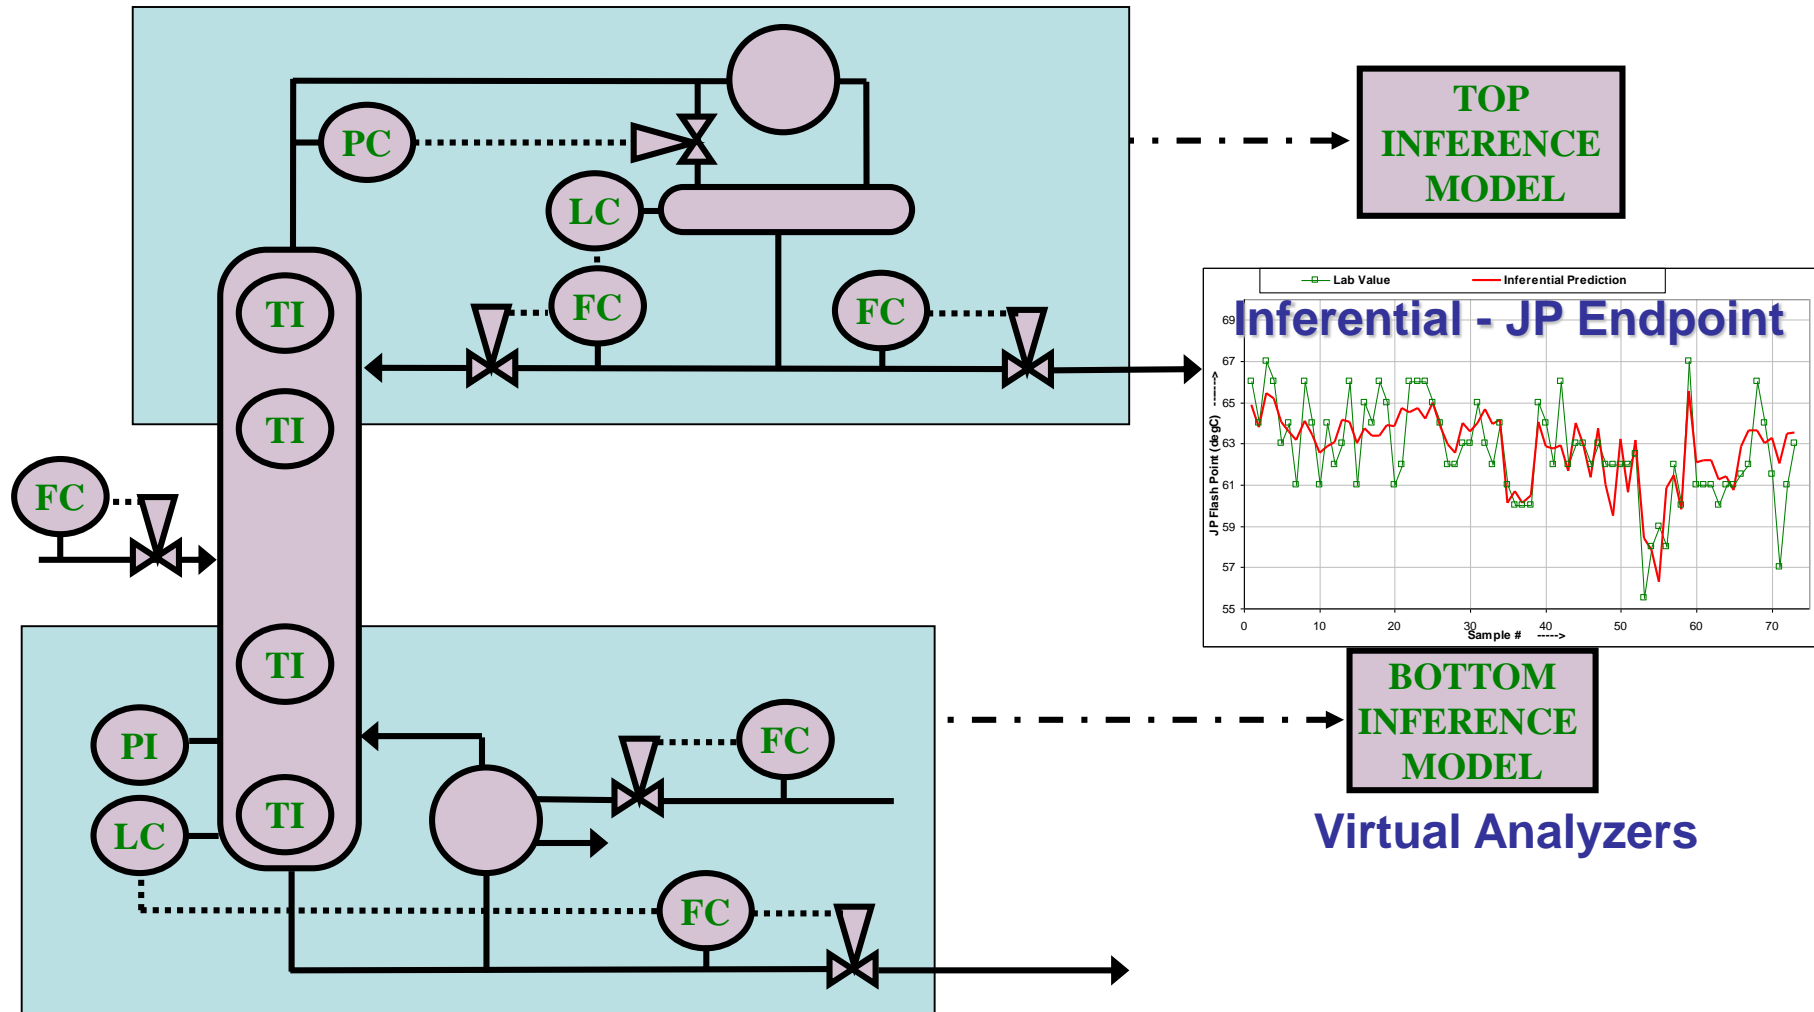 PC
TOP
INFERENCE
MODEL
LC
FC
FC
TI
TI
FC
Lab Value
Inferential Prediction
Inferential - JP Endpoint
JP Flash Point (degC) ------>
69
67
65
63
61
59
57
55
0 10 20 30 40 50 60 70
Sample # ----->
TI
PI
TI
LC
FC
FC
BOTTOM
INFERENCE
MODEL
Virtual Analyzers